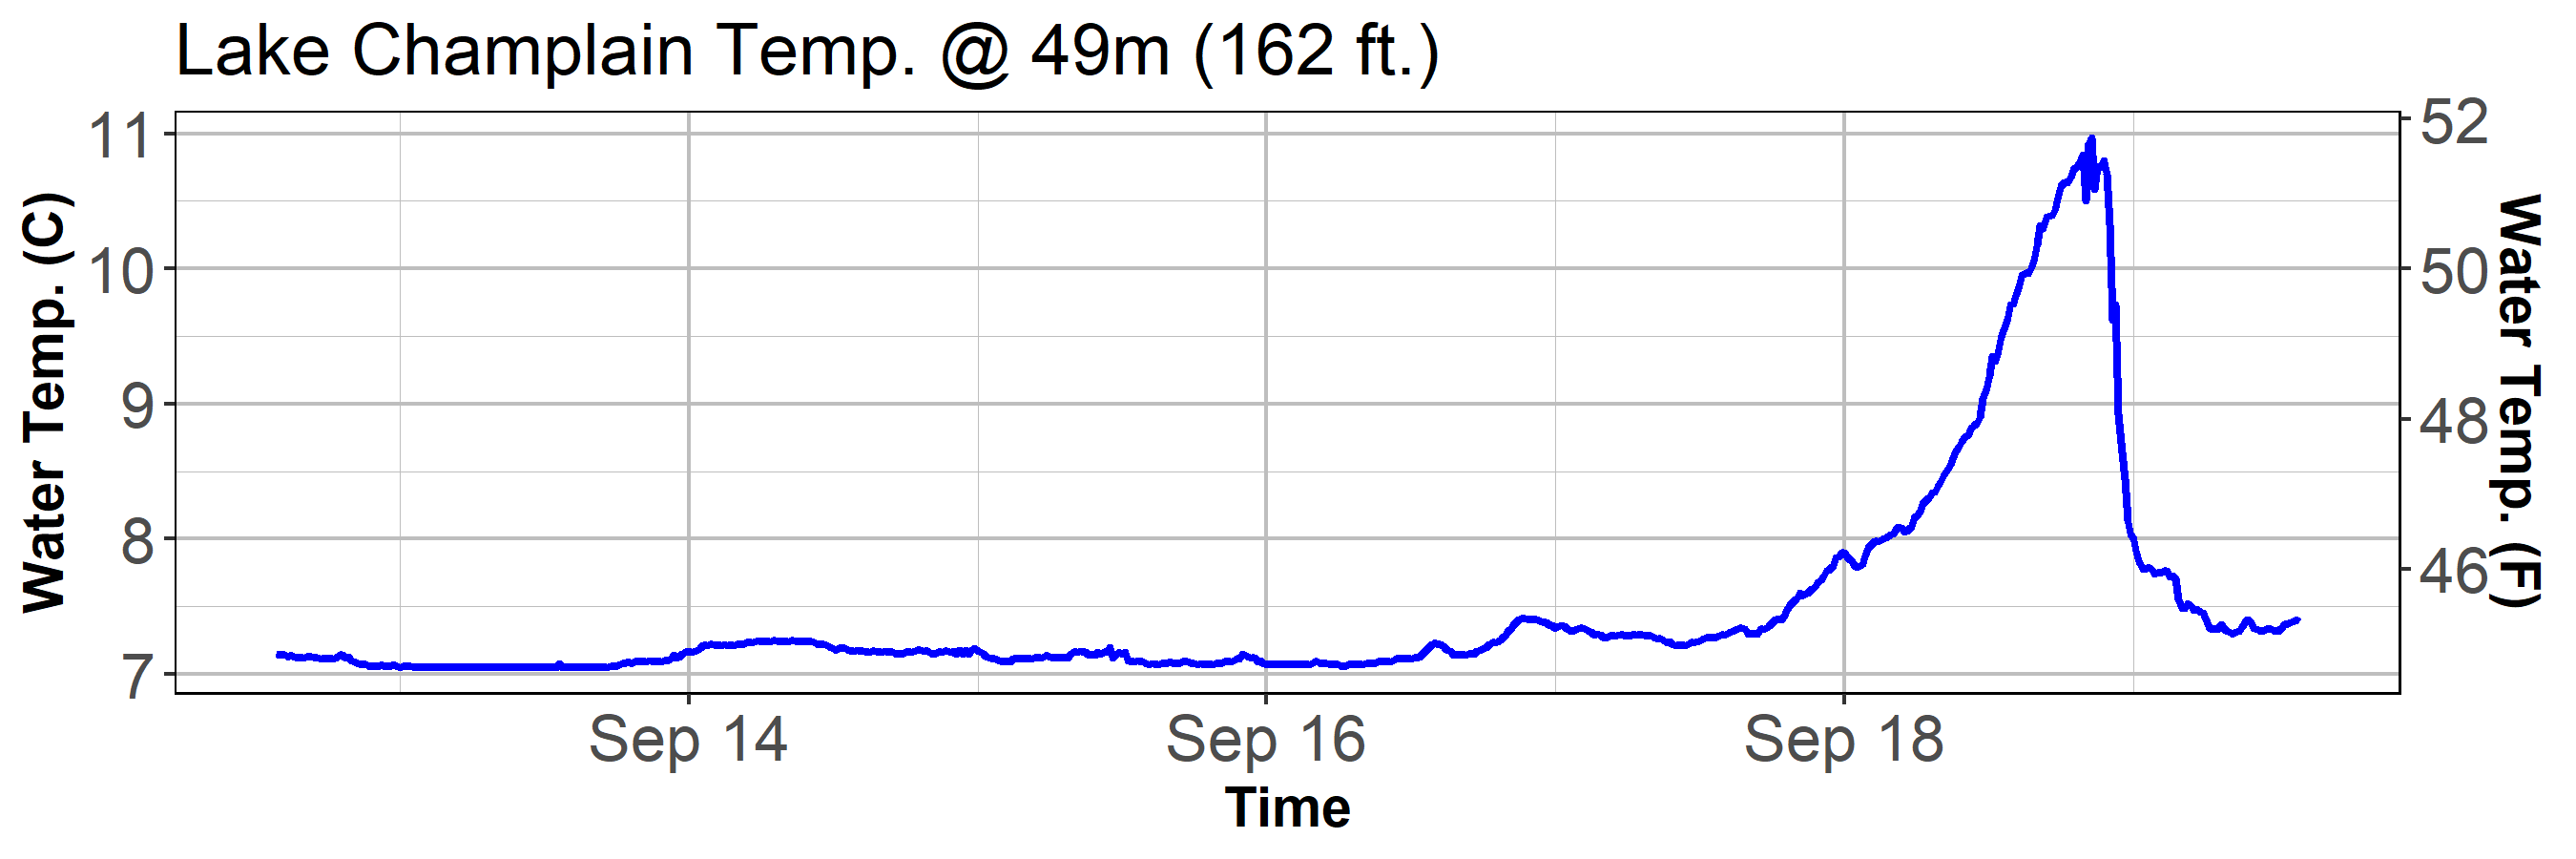 Lake Champlain Temp. @ 49m (162 ft.)
Water Temp. (C)
11
10
9
8
7
52
50
48
46
Water Temp. (F)
Sep 14
Sep 16
Sep 18
Time